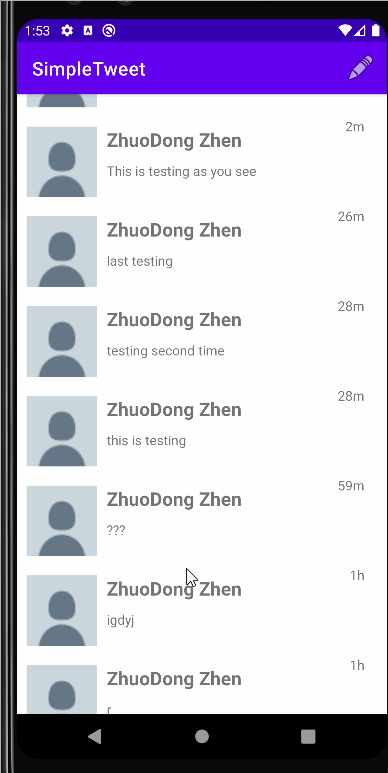 1:53
SimpleTweet
ZhuoDong Zhen 2m
This is testing as you see
ZhuoDong Zhen 26m
last testing
ZhuoDong Zhen 28m
testing second time
ZhuoDong Zhen 28m
this is testing
ZhuoDong Zhen 59m
???
ZhuoDong Zhen 1h
igdyj
ZhuoDong Zhen 1h
r